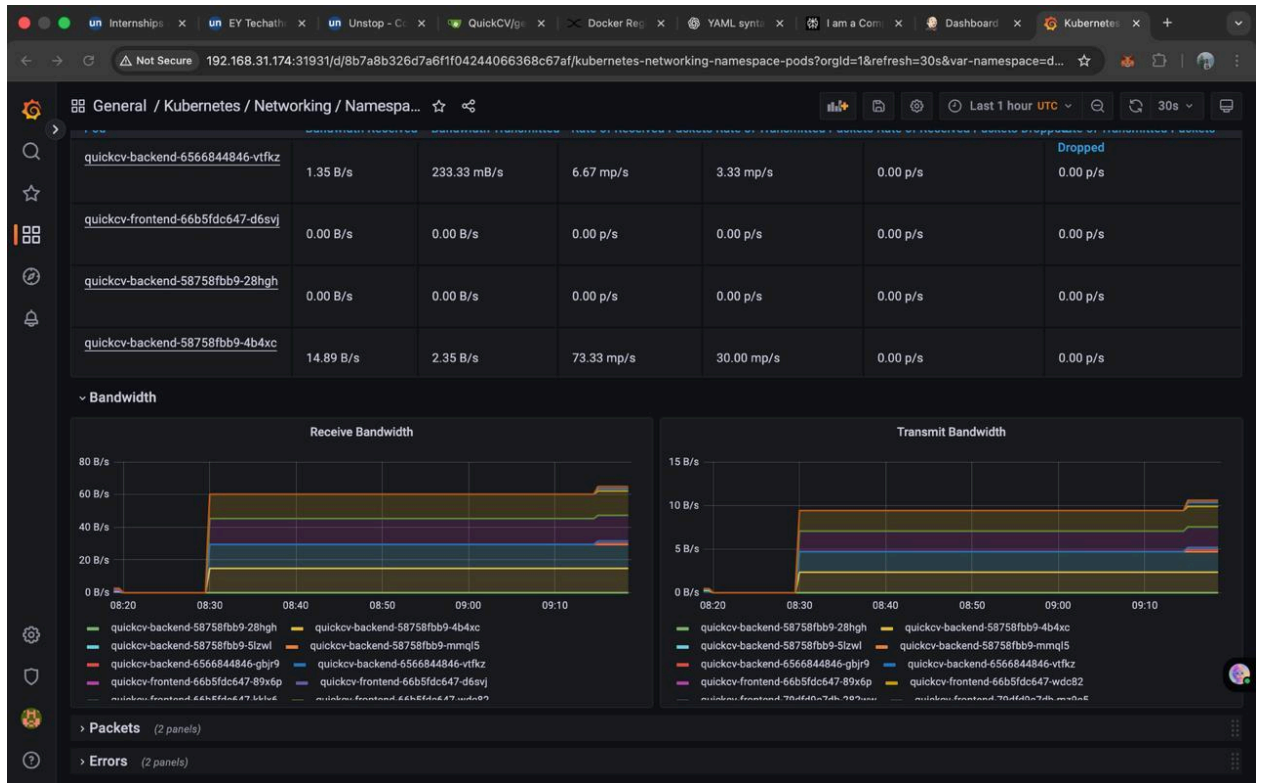 Internships
EY Techath
Unstop - Co
QuickCV/ge
Docker Reg
YAML synta
I am a Com
Dashboard
Kubernetes
Not Secure 192.168.31.174:31931/d/8b7a8b326d7a6f1f04244066368c67af/kubernetes-networking-namespace-pods?orgId=1&refresh=30s&var-namespace=d...
General / Kubernetes / Networking / Namespa...
Last 1 hour UTC
30s
Dropped
quickcv-backend-6566844846-vtfkz 1.35 B/s 233.33 mB/s 6.67 mp/s 3.33 mp/s 0.00 p/s 0.00 p/s
quickcv-frontend-66b5fdc647-d6svj 0.00 B/s 0.00 B/s 0.00 p/s 0.00 p/s 0.00 p/s 0.00 p/s
quickcv-backend-58758fbb9-28hgh 0.00 B/s 0.00 B/s 0.00 p/s 0.00 p/s 0.00 p/s 0.00 p/s
quickcv-backend-58758fbb9-4b4xc 14.89 B/s 2.35 B/s 73.33 mp/s 30.00 mp/s 0.00 p/s 0.00 p/s
Bandwidth
Receive Bandwidth
80 B/s
60 B/s
40 B/s
20 B/s
0 B/s
08:20 08:30 08:40 08:50 09:00 09:10
quickcv-backend-58758fbb9-28hgh quickcv-backend-58758fbb9-4b4xc
quickcv-backend-58758fbb9-5lzwl quickcv-backend-58758fbb9-mmql5
quickcv-backend-6566844846-gbjr9 quickcv-backend-6566844846-vtfkz
quickcv-frontend-66b5fdc647-89x6p quickcv-frontend-66b5fdc647-d6svj
Transmit Bandwidth
15 B/s
10 B/s
5 B/s
0 B/s
08:20 08:30 08:40 08:50 09:00 09:10
quickcv-backend-58758fbb9-28hgh quickcv-backend-58758fbb9-4b4xc
quickcv-backend-58758fbb9-5lzwl quickcv-backend-58758fbb9-mmql5
quickcv-backend-6566844846-gbjr9 quickcv-backend-6566844846-vtfkz
quickcv-frontend-66b5fdc647-89x6p quickcv-frontend-66b5fdc647-wdc82
Packets (2 panels)
Errors (2 panels)